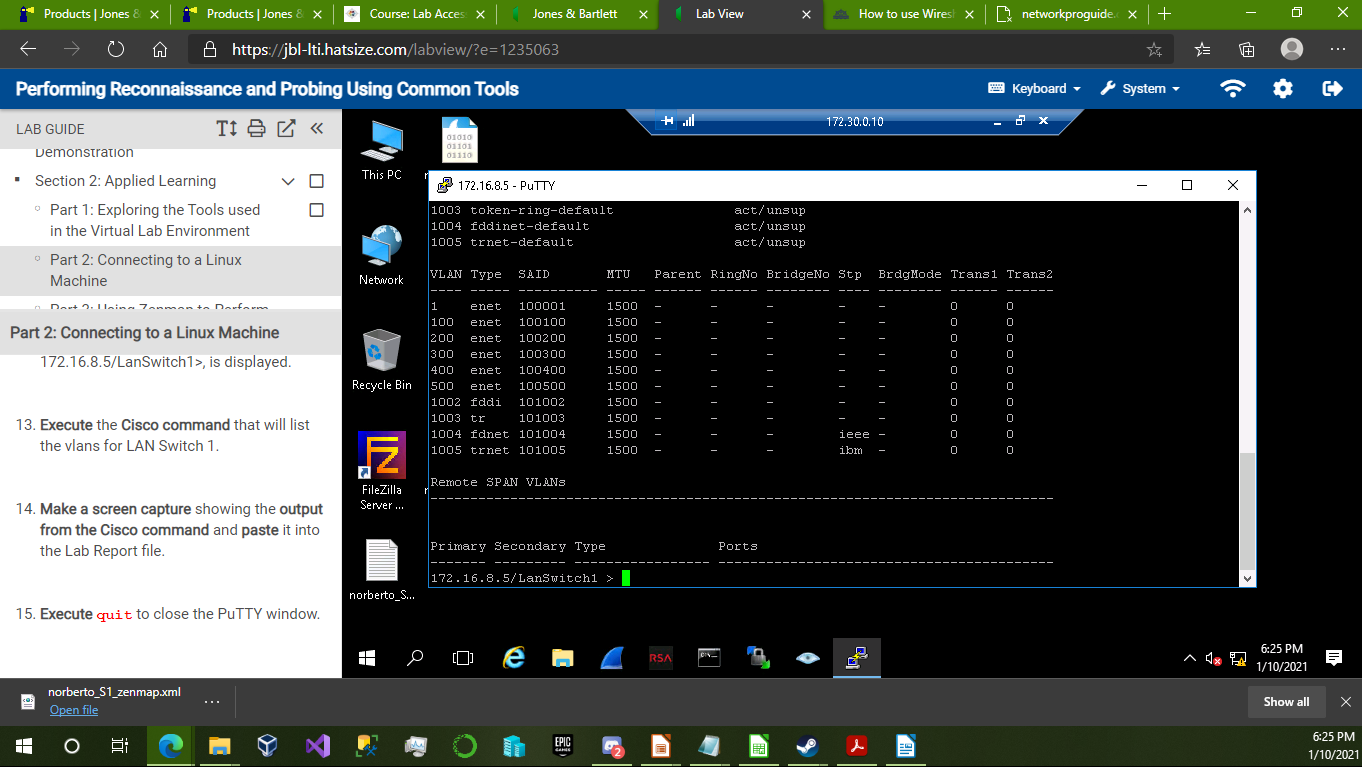 Products | Jones &
Products | Jones &
Course: Lab Acces
Jones & Bartlett
Lab View
How to use Wiresh
networkproguide.
https://jbl-lti.hatsize.com/labview/?e=1235063
Performing Reconnaissance and Probing Using Common Tools
Keyboard
System
LAB GUIDE
Demonstration
Section 2: Applied Learning
Part 1: Exploring the Tools used
in the Virtual Lab Environment
Part 2: Connecting to a Linux
Machine
Part 3: Using Zenmap to Perform
Part 2: Connecting to a Linux Machine
172.16.8.5/LanSwitch1>, is displayed.
13. Execute the Cisco command that will list
the vlans for LAN Switch 1.
14. Make a screen capture showing the output
from the Cisco command and paste it into
the Lab Report file.
15. Execute quit to close the PuTTY window.
172.30.0.10
This PC
01010
01101
01110
Network
Recycle Bin
FileZilla
Server ...
norberto_S...
172.16.8.5 - PuTTY
1003 token-ring-default act/unsup
1004 fddinet-default act/unsup
1005 trnet-default act/unsup
VLAN Type SAID MTU Parent RingNo BridgeNo Stp BrdgMode Trans1 Trans2
---- ----- ---------- ----- ------ ------ -------- ---- -------- ------ ------
1 enet 100001 1500 - - - - - 0 0
100 enet 100100 1500 - - - - - 0 0
200 enet 100200 1500 - - - - - 0 0
300 enet 100300 1500 - - - - - 0 0
400 enet 100400 1500 - - - - - 0 0
500 enet 100500 1500 - - - - - 0 0
1002 fddi 101002 1500 - - - - - 0 0
1003 tr 101003 1500 - - - - - 0 0
1004 fdnet 101004 1500 - - - ieee - 0 0
1005 trnet 101005 1500 - - - ibm - 0 0
Remote SPAN VLANs
------------------------------------------------------------------------------
Primary Secondary Type Ports
------- --------- ----------------- ------------------------------------------
172.16.8.5/LanSwitch1 >
RSA
6:25 PM
1/10/2021
norberto_S1_zenmap.xml
Open file
Show all
EPIC
GAMES
2
6:25 PM
1/10/2021